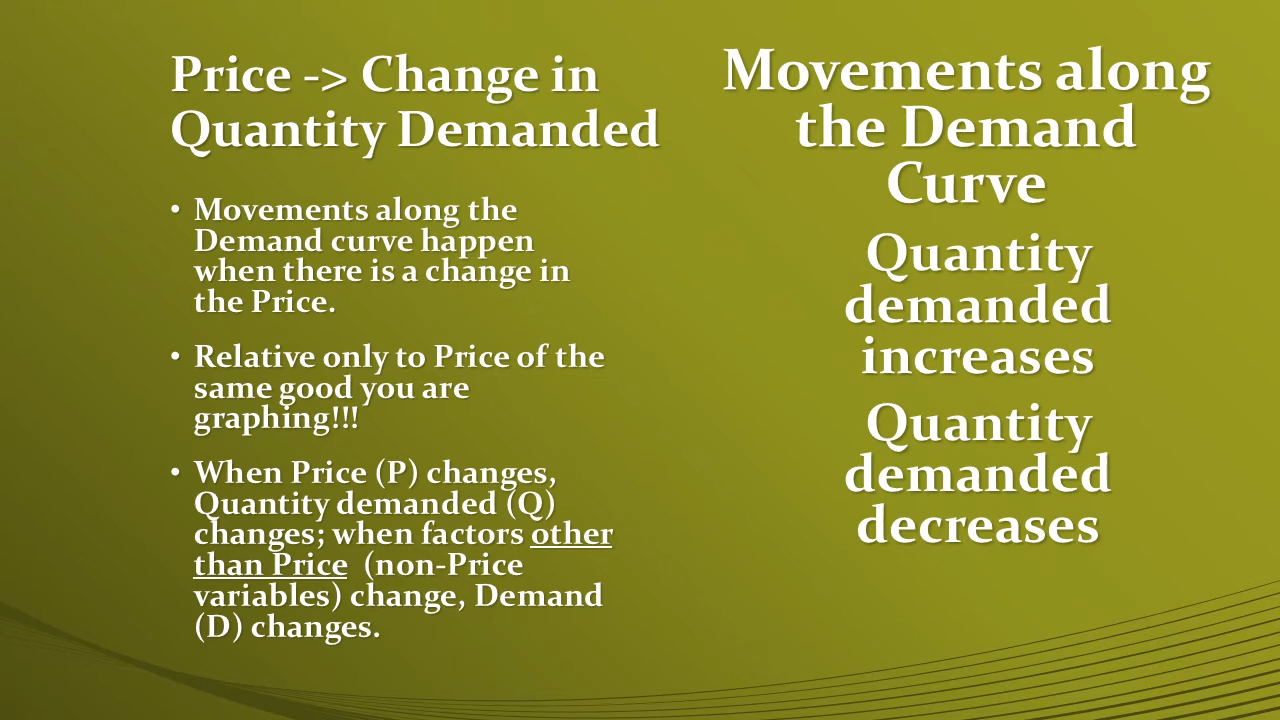 Price -> Change in
Quantity Demanded
• Movements along the
Demand curve happen
when there is a change in
the Price.
• Relative only to Price of the
same good you are
graphing!!!
• When Price (P) changes,
Quantity demanded (Q)
changes; when factors other
than Price (non-Price
variables) change, Demand
(D) changes.
Movements along
the Demand
Curve
Quantity
demanded
increases
Quantity
demanded
decreases